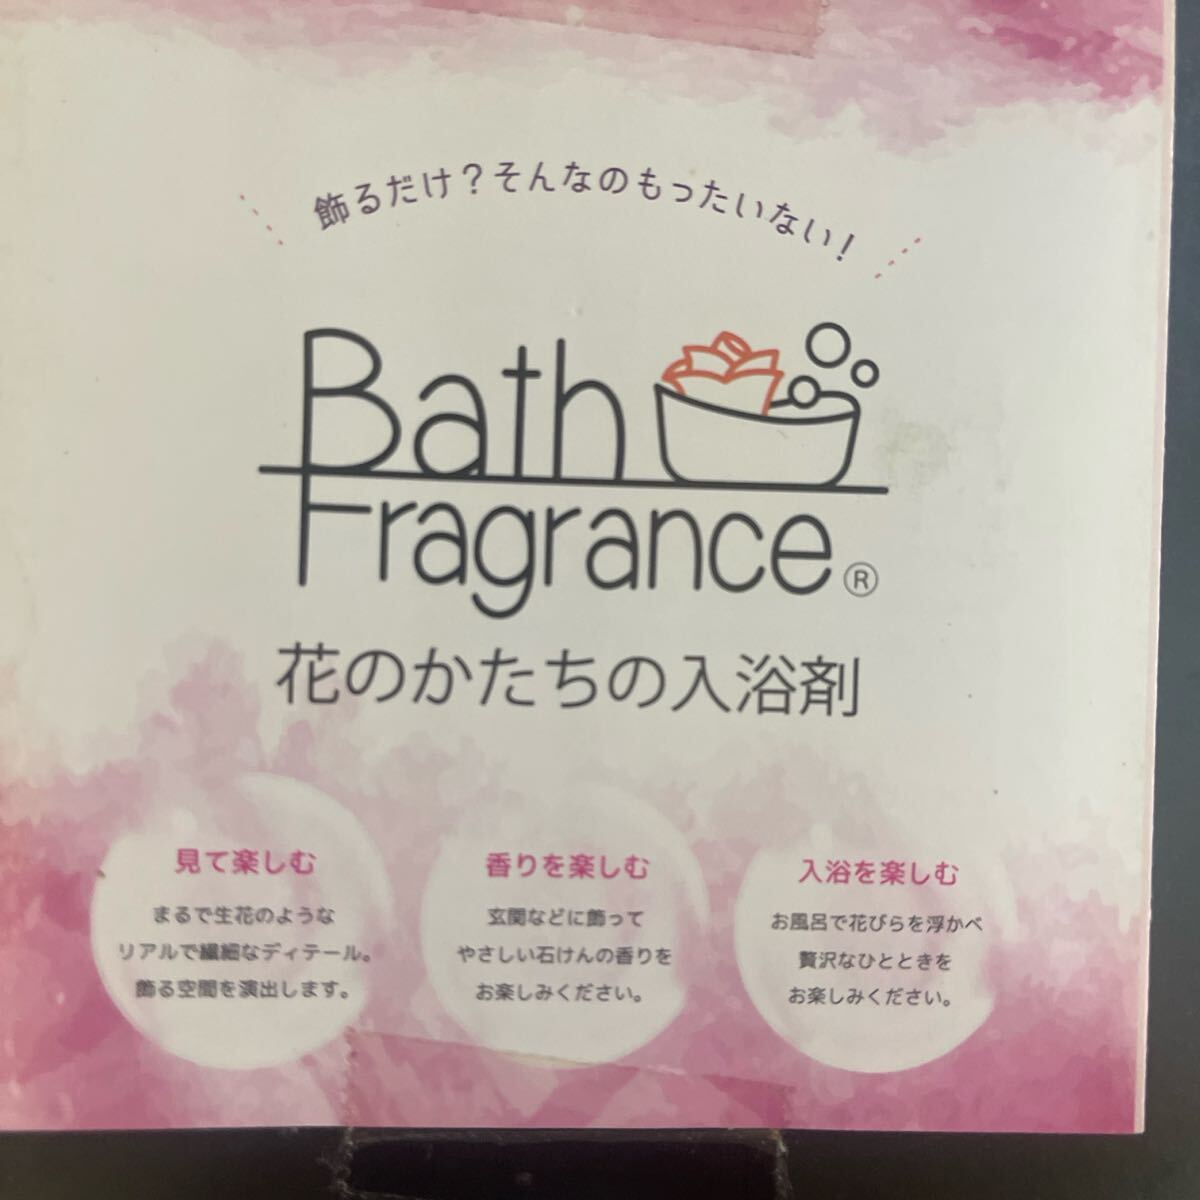 飾るだけ？そんなのもったいない！
Bath
Fragrance®
花のかたちの入浴剤
見て楽しむ
まるで生花のような
リアルで繊細なディテール。
飾る空間を演出します。
香りを楽しむ
玄関などに飾って
やさしい石けんの香りを
お楽しみください。
入浴を楽しむ
お風呂で花びらを浮かべ
贅沢なひとときを
お楽しみください。